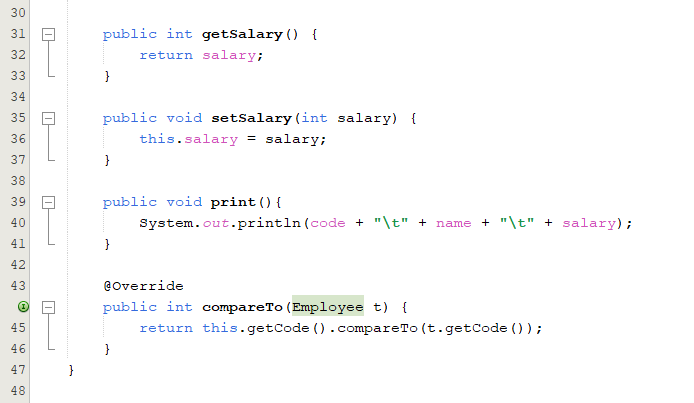 30
31 public int getSalary() {
32 return salary;
33 }
34
35 public void setSalary(int salary) {
36 this.salary = salary;
37 }
38
39 public void print(){
40 System.out.println(code + "\t" + name + "\t" + salary);
41 }
42
43 @Override
public int compareTo(Employee t) {
45 return this.getCode().compareTo(t.getCode());
46 }
47 }
48